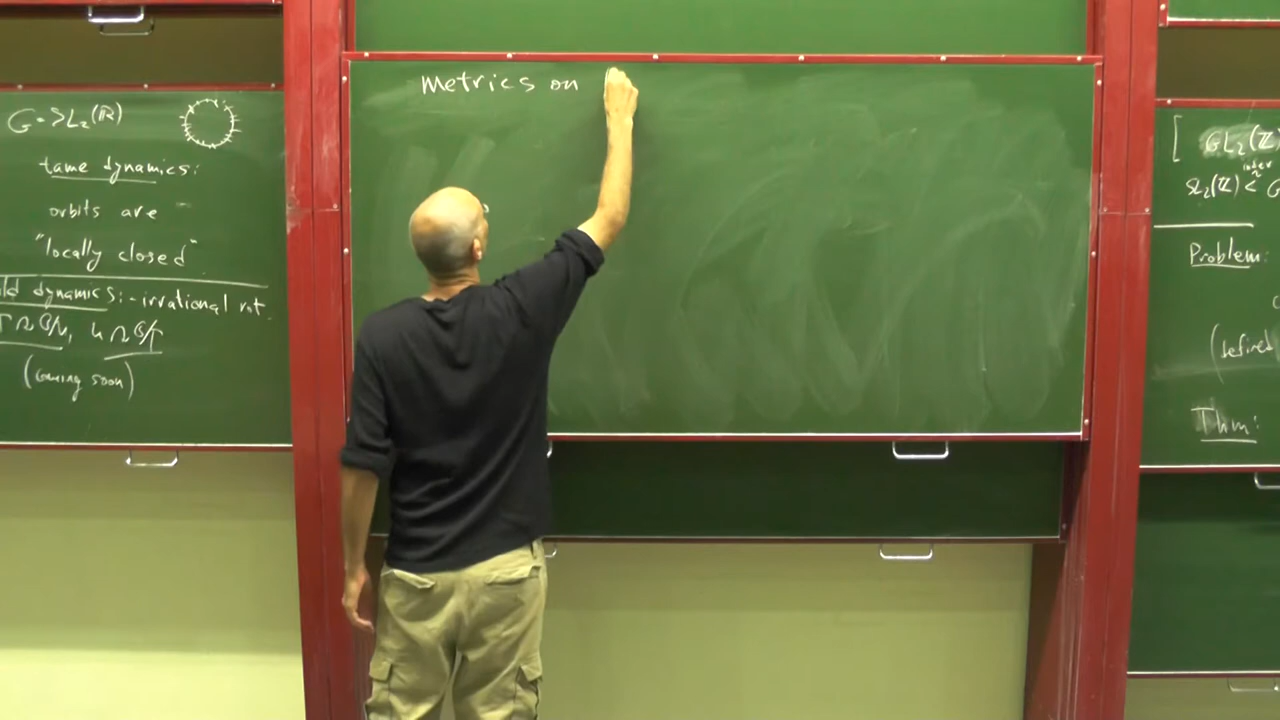 G = SL₂(ℝ)
tame dynamics:
orbits are
"locally closed"
dynamics: - irrational rot.
(coming soon)
Metrics on
[ GL₂(ℤ
index
SL₂(ℤ) < G
Problem:
(defined
Thm: